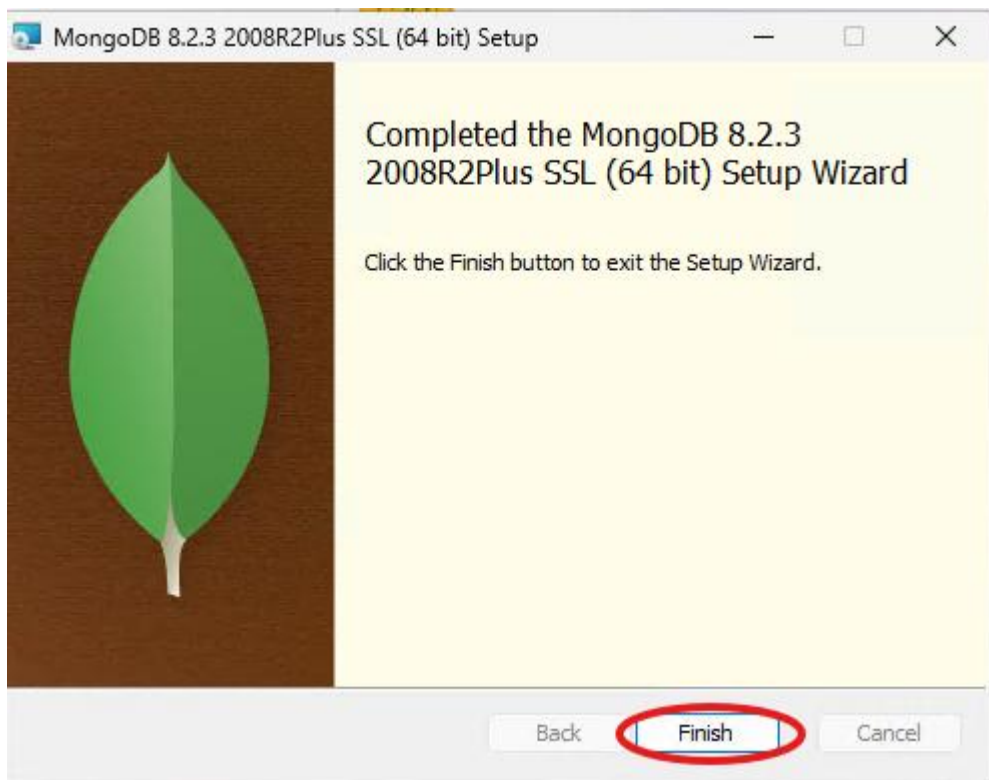 MongoDB 8.2.3 2008R2Plus SSL (64 bit) Setup
Completed the MongoDB 8.2.3
2008R2Plus SSL (64 bit) Setup Wizard
Click the Finish button to exit the Setup Wizard.
Back Finish Cancel